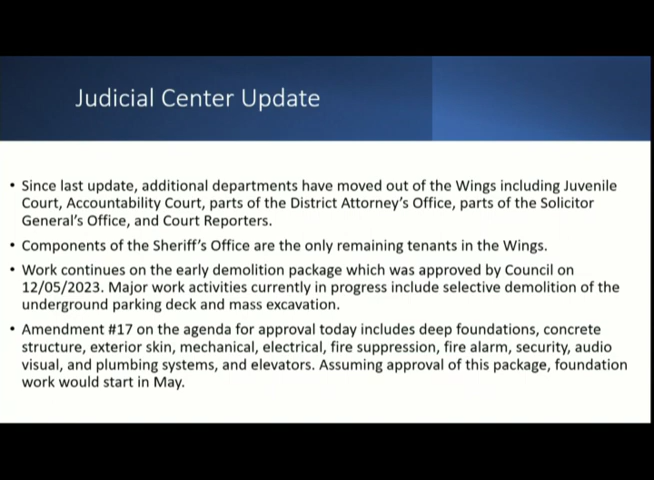 Judicial Center Update
• Since last update, additional departments have moved out of the Wings including Juvenile
Court, Accountability Court, parts of the District Attorney's Office, parts of the Solicitor
General's Office, and Court Reporters.
• Components of the Sheriff's Office are the only remaining tenants in the Wings.
• Work continues on the early demolition package which was approved by Council on
12/05/2023. Major work activities currently in progress include selective demolition of the
underground parking deck and mass excavation.
• Amendment #17 on the agenda for approval today includes deep foundations, concrete
structure, exterior skin, mechanical, electrical, fire suppression, fire alarm, security, audio
visual, and plumbing systems, and elevators. Assuming approval of this package, foundation
work would start in May.